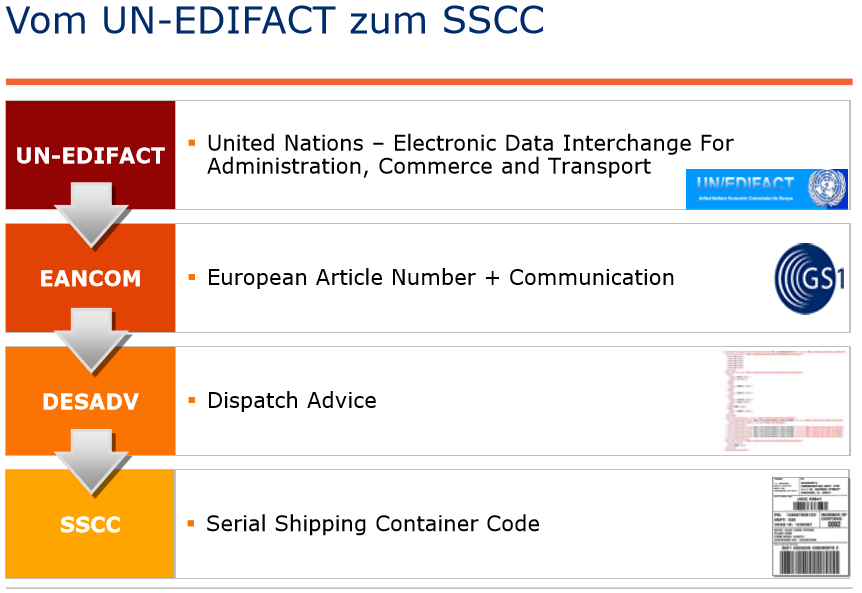 Vom UN-EDIFACT zum SSCC
UN-EDIFACT
United Nations – Electronic Data Interchange For
Administration, Commerce and Transport
UN/EDIFACT
United Nations Economic Commission for Europe
EANCOM
European Article Number + Communication
GS1
DESADV
Dispatch Advice
SSCC
Serial Shipping Container Code
0002